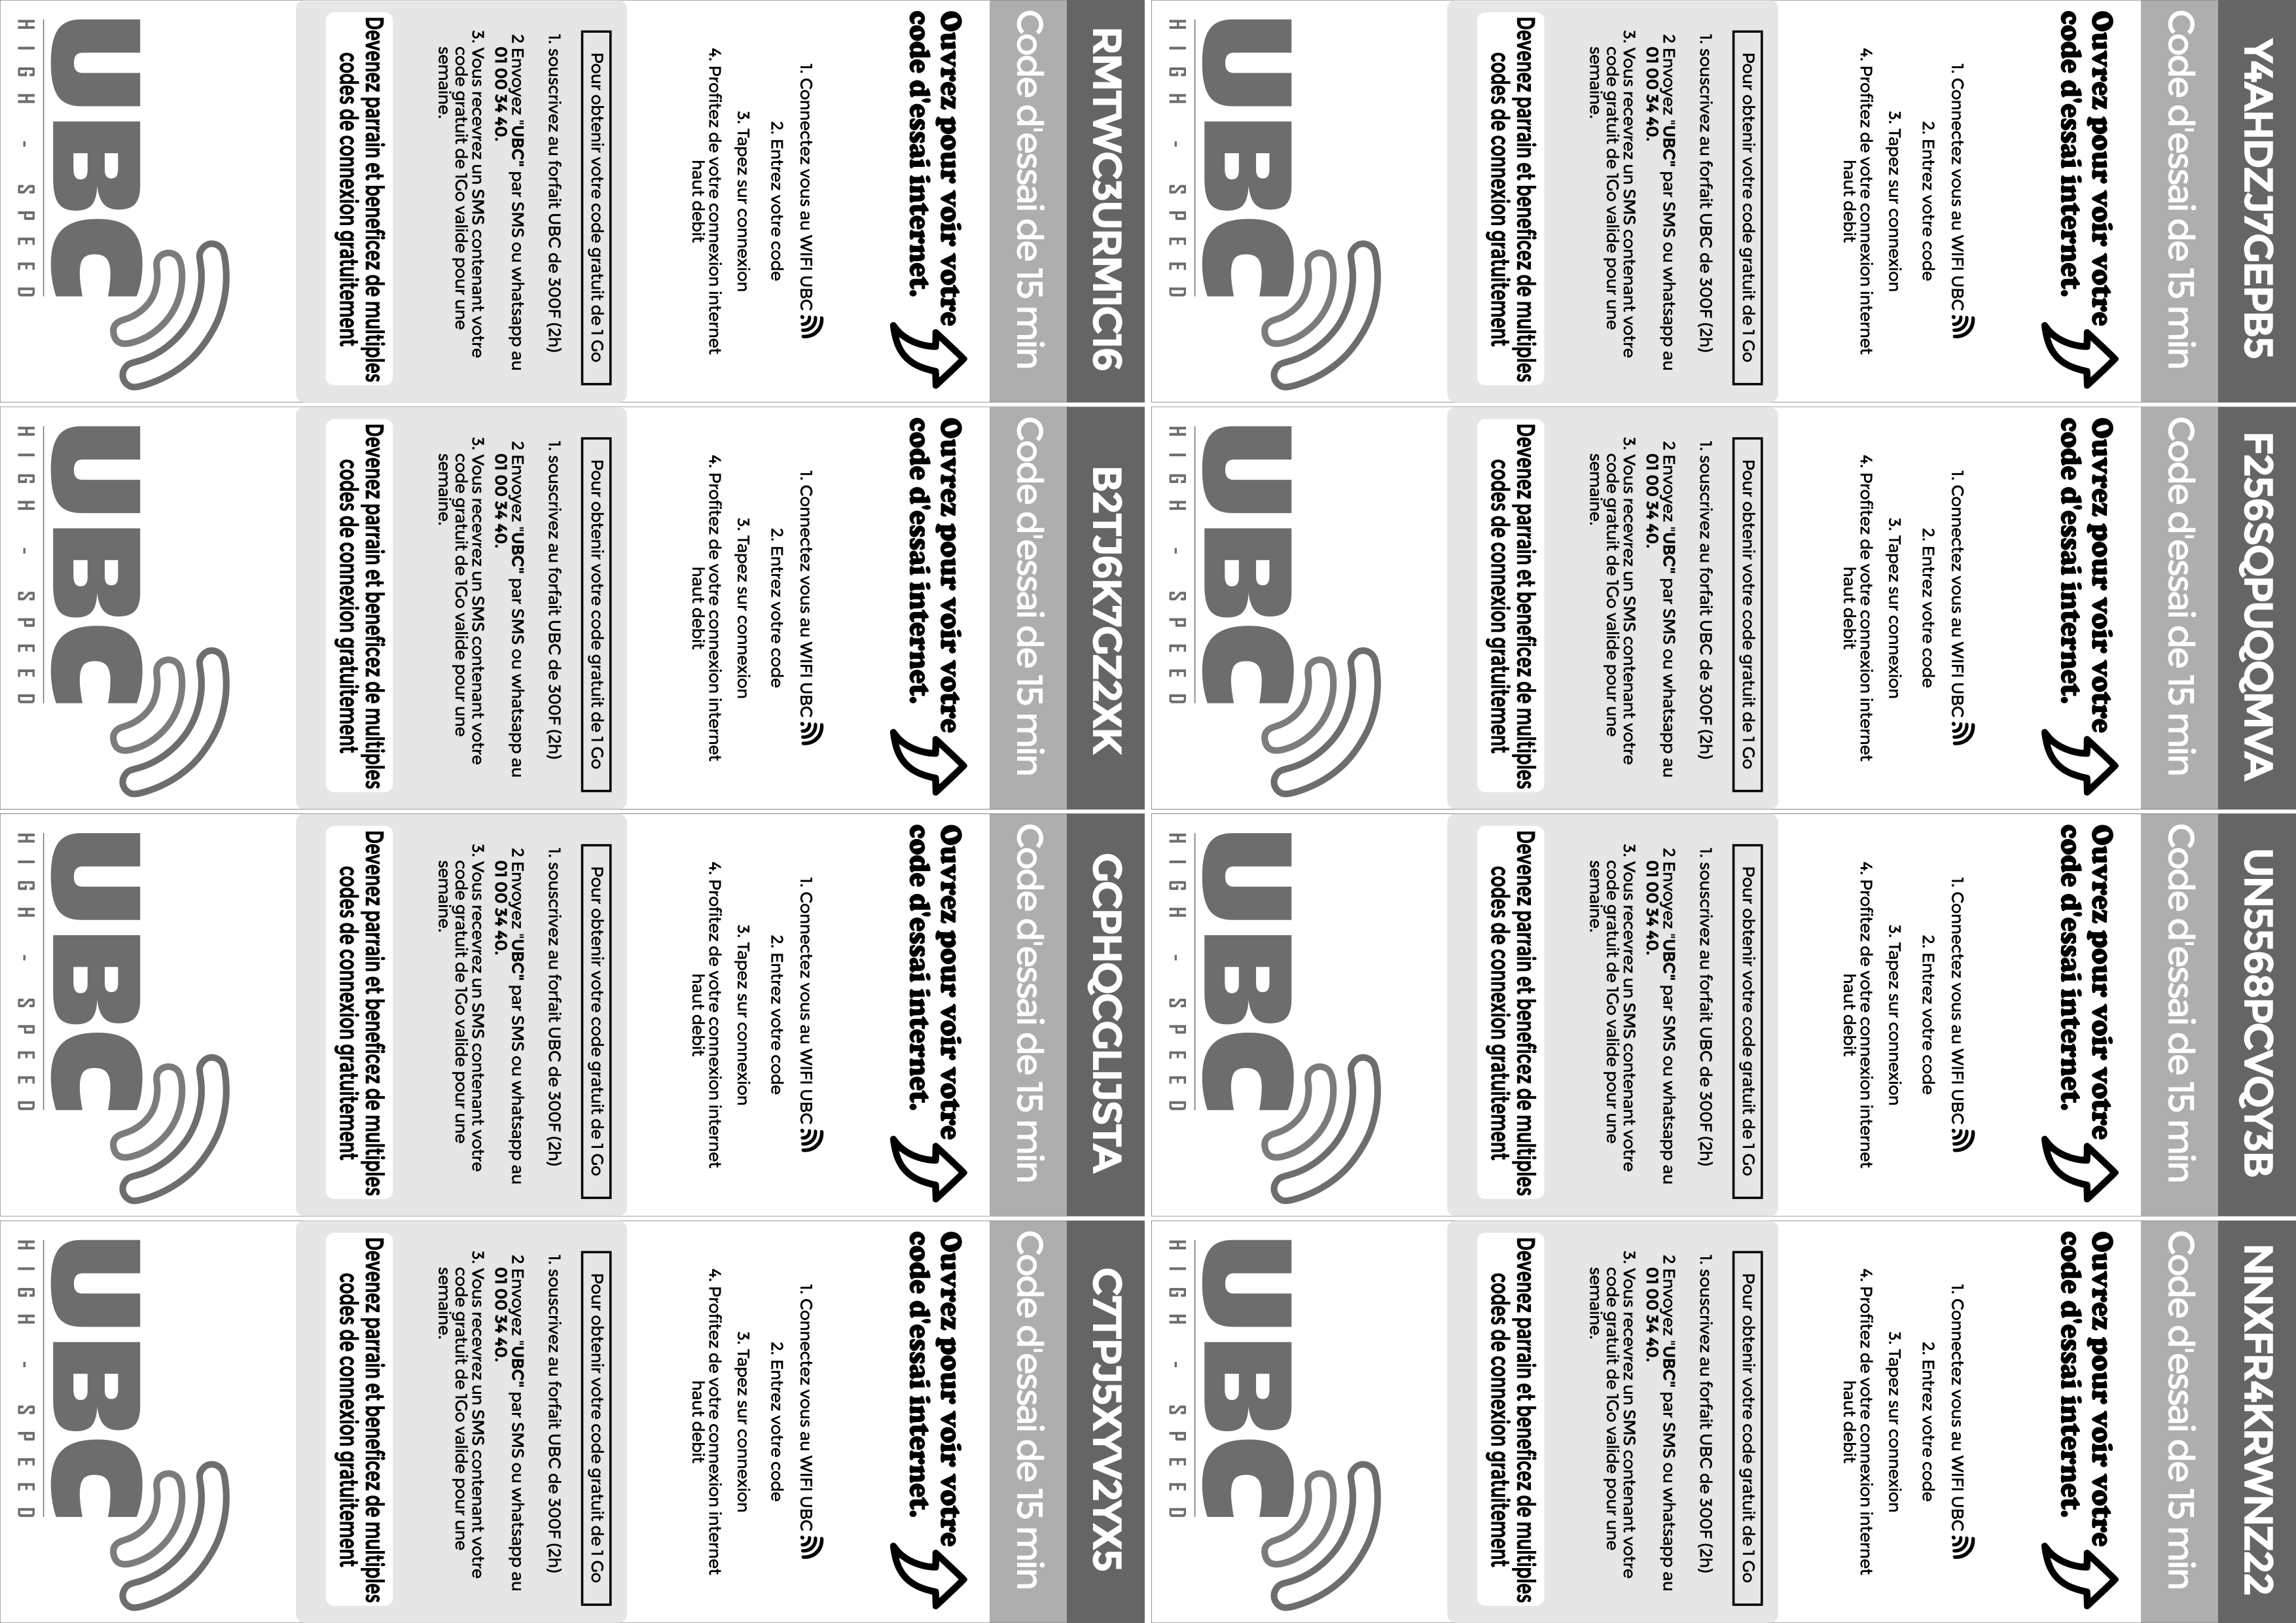 Y4AHDZJ7GEPB5
Code d'essai de 15 min
Ouvrez pour voir votre
code d'essai internet.
1. Connectez vous au WIFI UBC
2. Entrez votre code
3. Tapez sur connexion
4. Profitez de votre connexion internet
haut debit
Pour obtenir votre code gratuit de 1 Go
1. souscrivez au forfait UBC de 300F (2h)
2 Envoyez "UBC" par SMS ou whatsapp au
01 00 34 40.
3. Vous recevrez un SMS contenant votre
code gratuit de 1Go valide pour une
semaine.
Devenez parrain et beneficez de multiples
codes de connexion gratuitement
UBC
HIGH - SPEED
F256SQPUQQMVA
Code d'essai de 15 min
Ouvrez pour voir votre
code d'essai internet.
1. Connectez vous au WIFI UBC
2. Entrez votre code
3. Tapez sur connexion
4. Profitez de votre connexion internet
haut debit
Pour obtenir votre code gratuit de 1 Go
1. souscrivez au forfait UBC de 300F (2h)
2 Envoyez "UBC" par SMS ou whatsapp au
01 00 34 40.
3. Vous recevrez un SMS contenant votre
code gratuit de 1Go valide pour une
semaine.
Devenez parrain et beneficez de multiples
codes de connexion gratuitement
UBC
HIGH - SPEED
UN5568PCVQY3B
Code d'essai de 15 min
Ouvrez pour voir votre
code d'essai internet.
1. Connectez vous au WIFI UBC
2. Entrez votre code
3. Tapez sur connexion
4. Profitez de votre connexion internet
haut debit
Pour obtenir votre code gratuit de 1 Go
1. souscrivez au forfait UBC de 300F (2h)
2 Envoyez "UBC" par SMS ou whatsapp au
01 00 34 40.
3. Vous recevrez un SMS contenant votre
code gratuit de 1Go valide pour une
semaine.
Devenez parrain et beneficez de multiples
codes de connexion gratuitement
UBC
HIGH - SPEED
NNXFR4KRWNZ22
Code d'essai de 15 min
Ouvrez pour voir votre
code d'essai internet.
1. Connectez vous au WIFI UBC
2. Entrez votre code
3. Tapez sur connexion
4. Profitez de votre connexion internet
haut debit
Pour obtenir votre code gratuit de 1 Go
1. souscrivez au forfait UBC de 300F (2h)
2 Envoyez "UBC" par SMS ou whatsapp au
01 00 34 40.
3. Vous recevrez un SMS contenant votre
code gratuit de 1Go valide pour une
semaine.
Devenez parrain et beneficez de multiples
codes de connexion gratuitement
UBC
HIGH - SPEED
RMTWC3URM1C16
Code d'essai de 15 min
Ouvrez pour voir votre
code d'essai internet.
1. Connectez vous au WIFI UBC
2. Entrez votre code
3. Tapez sur connexion
4. Profitez de votre connexion internet
haut debit
Pour obtenir votre code gratuit de 1 Go
1. souscrivez au forfait UBC de 300F (2h)
2 Envoyez "UBC" par SMS ou whatsapp au
01 00 34 40.
3. Vous recevrez un SMS contenant votre
code gratuit de 1Go valide pour une
semaine.
Devenez parrain et beneficez de multiples
codes de connexion gratuitement
UBC
HIGH - SPEED
B2TJ6K7GZ2XK
Code d'essai de 15 min
Ouvrez pour voir votre
code d'essai internet.
1. Connectez vous au WIFI UBC
2. Entrez votre code
3. Tapez sur connexion
4. Profitez de votre connexion internet
haut debit
Pour obtenir votre code gratuit de 1 Go
1. souscrivez au forfait UBC de 300F (2h)
2 Envoyez "UBC" par SMS ou whatsapp au
01 00 34 40.
3. Vous recevrez un SMS contenant votre
code gratuit de 1Go valide pour une
semaine.
Devenez parrain et beneficez de multiples
codes de connexion gratuitement
UBC
HIGH - SPEED
GCPHQCGLIJSTA
Code d'essai de 15 min
Ouvrez pour voir votre
code d'essai internet.
1. Connectez vous au WIFI UBC
2. Entrez votre code
3. Tapez sur connexion
4. Profitez de votre connexion internet
haut debit
Pour obtenir votre code gratuit de 1 Go
1. souscrivez au forfait UBC de 300F (2h)
2 Envoyez "UBC" par SMS ou whatsapp au
01 00 34 40.
3. Vous recevrez un SMS contenant votre
code gratuit de 1Go valide pour une
semaine.
Devenez parrain et beneficez de multiples
codes de connexion gratuitement
UBC
HIGH - SPEED
C7TPJ5XYV2YX5
Code d'essai de 15 min
Ouvrez pour voir votre
code d'essai internet.
1. Connectez vous au WIFI UBC
2. Entrez votre code
3. Tapez sur connexion
4. Profitez de votre connexion internet
haut debit
Pour obtenir votre code gratuit de 1 Go
1. souscrivez au forfait UBC de 300F (2h)
2 Envoyez "UBC" par SMS ou whatsapp au
01 00 34 40.
3. Vous recevrez un SMS contenant votre
code gratuit de 1Go valide pour une
semaine.
Devenez parrain et beneficez de multiples
codes de connexion gratuitement
UBC
HIGH - SPEED